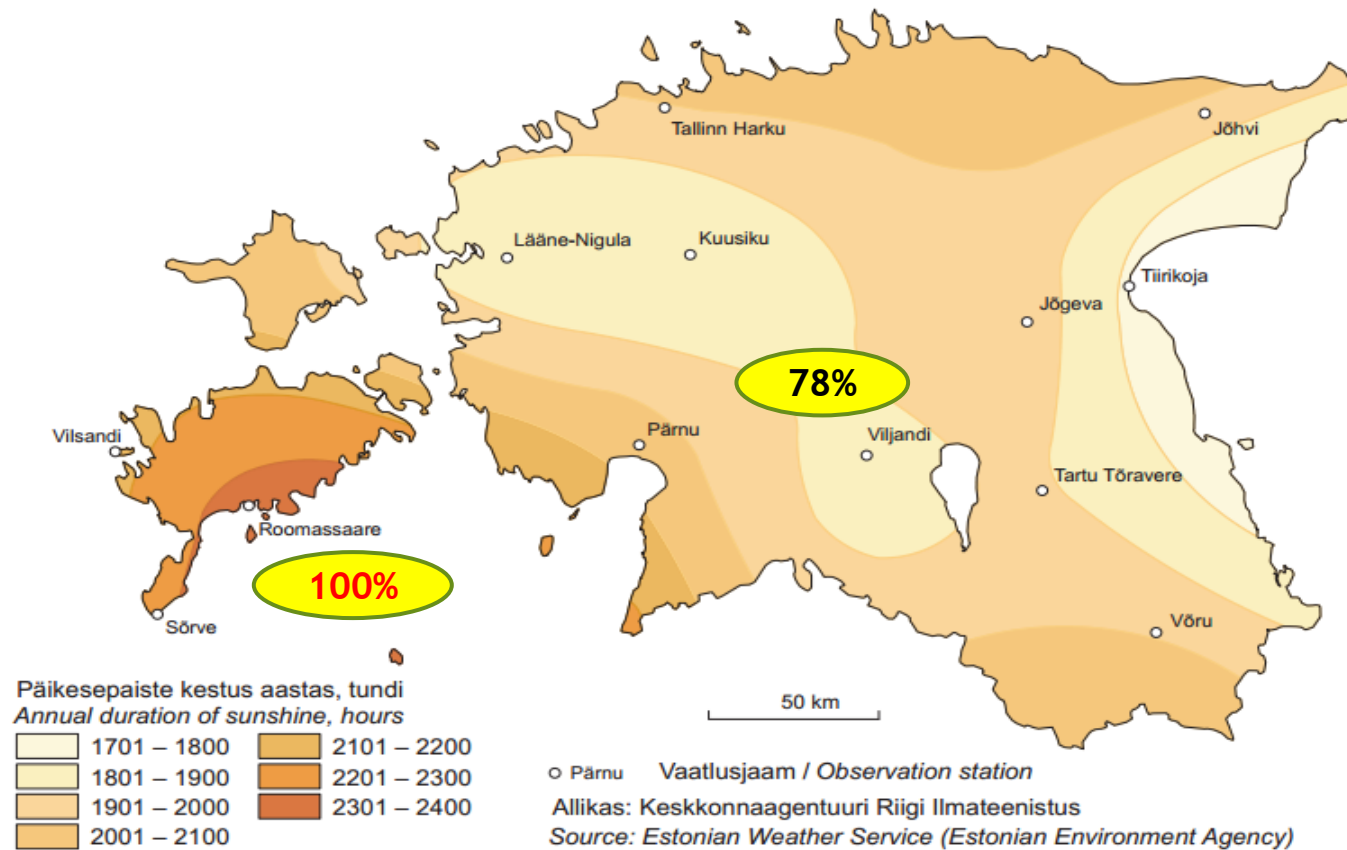 Tallinn Harku
Jõhvi
Lääne-Nigula
Kuusiku
Tiirikoja
Jõgeva
78%
Vilsandi
Pärnu
Viljandi
Tartu Tõravere
Roomassaare
100%
Sõrve
Võru
Päikesepaiste kestus aastas, tundi
Annual duration of sunshine, hours
1701 – 1800
1801 – 1900
1901 – 2000
2001 – 2100
2101 – 2200
2201 – 2300
2301 – 2400
50 km
Pärnu Vaatlusjaam / Observation station
Allikas: Keskkonnaagentuuri Riigi Ilmateenistus
Source: Estonian Weather Service (Estonian Environment Agency)